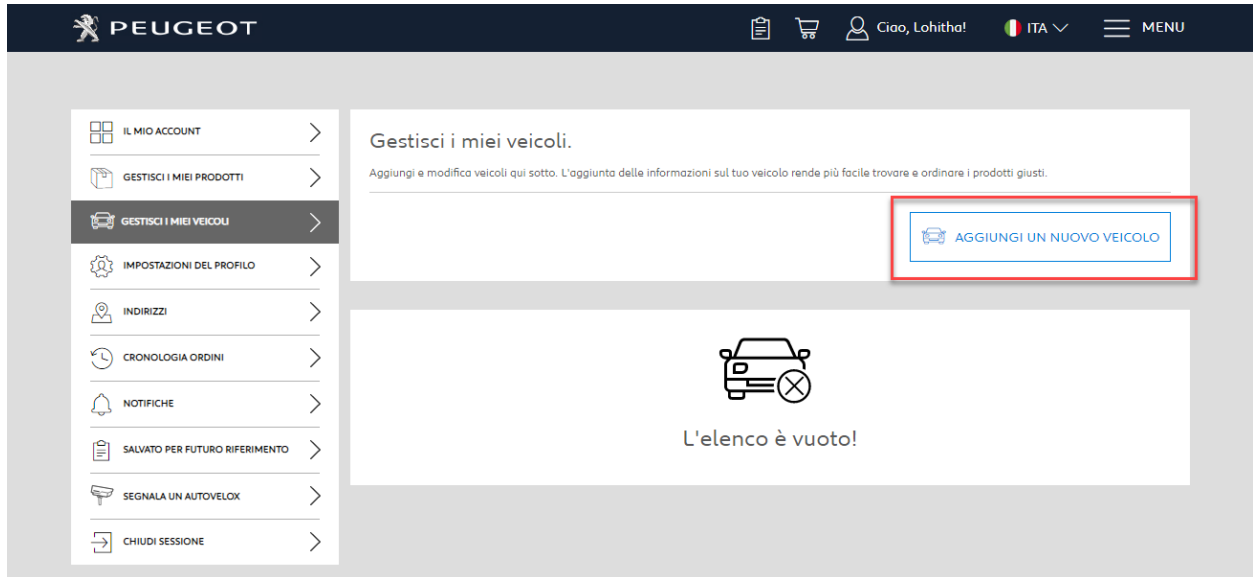 PEUGEOT
Ciao, Lohitha!
ITA
MENU
IL MIO ACCOUNT
GESTISCI I MIEI PRODOTTI
GESTISCI I MIEI VEICOLI
IMPOSTAZIONI DEL PROFILO
INDIRIZZI
CRONOLOGIA ORDINI
NOTIFICHE
SALVATO PER FUTURO RIFERIMENTO
SEGNALA UN AUTOVELOX
CHIUDI SESSIONE
Gestisci i miei veicoli.
Aggiungi e modifica veicoli qui sotto. L'aggiunta delle informazioni sul tuo veicolo rende più facile trovare e ordinare i prodotti giusti.
AGGIUNGI UN NUOVO VEICOLO
L'elenco è vuoto!